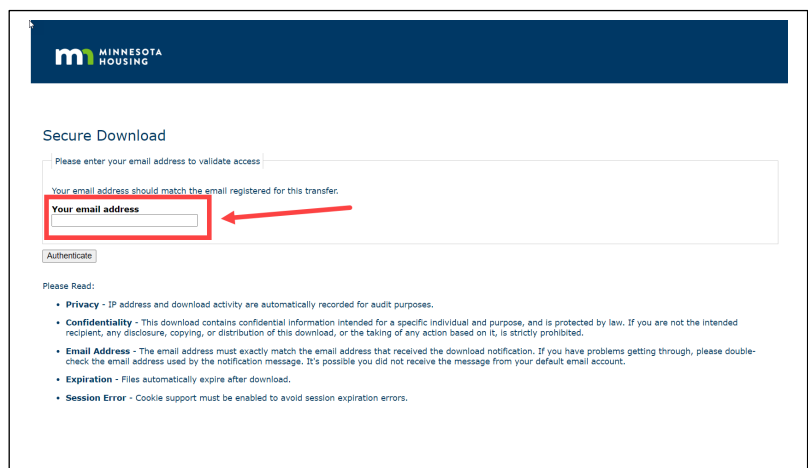 MINNESOTA
HOUSING
Secure Download
Please enter your email address to validate access
Your email address should match the email registered for this transfer.
Your email address
Authenticate
Please Read:
• Privacy - IP address and download activity are automatically recorded for audit purposes.
• Confidentiality - This download contains confidential information intended for a specific individual and purpose, and is protected by law. If you are not the intended
recipient, any disclosure, copying, or distribution of this download, or the taking of any action based on it, is strictly prohibited.
• Email Address - The email address must exactly match the email address that received the download notification. If you have problems getting through, please double-
check the email address used by the notification message. It's possible you did not receive the message from your default email account.
• Expiration - Files automatically expire after download.
• Session Error - Cookie support must be enabled to avoid session expiration errors.